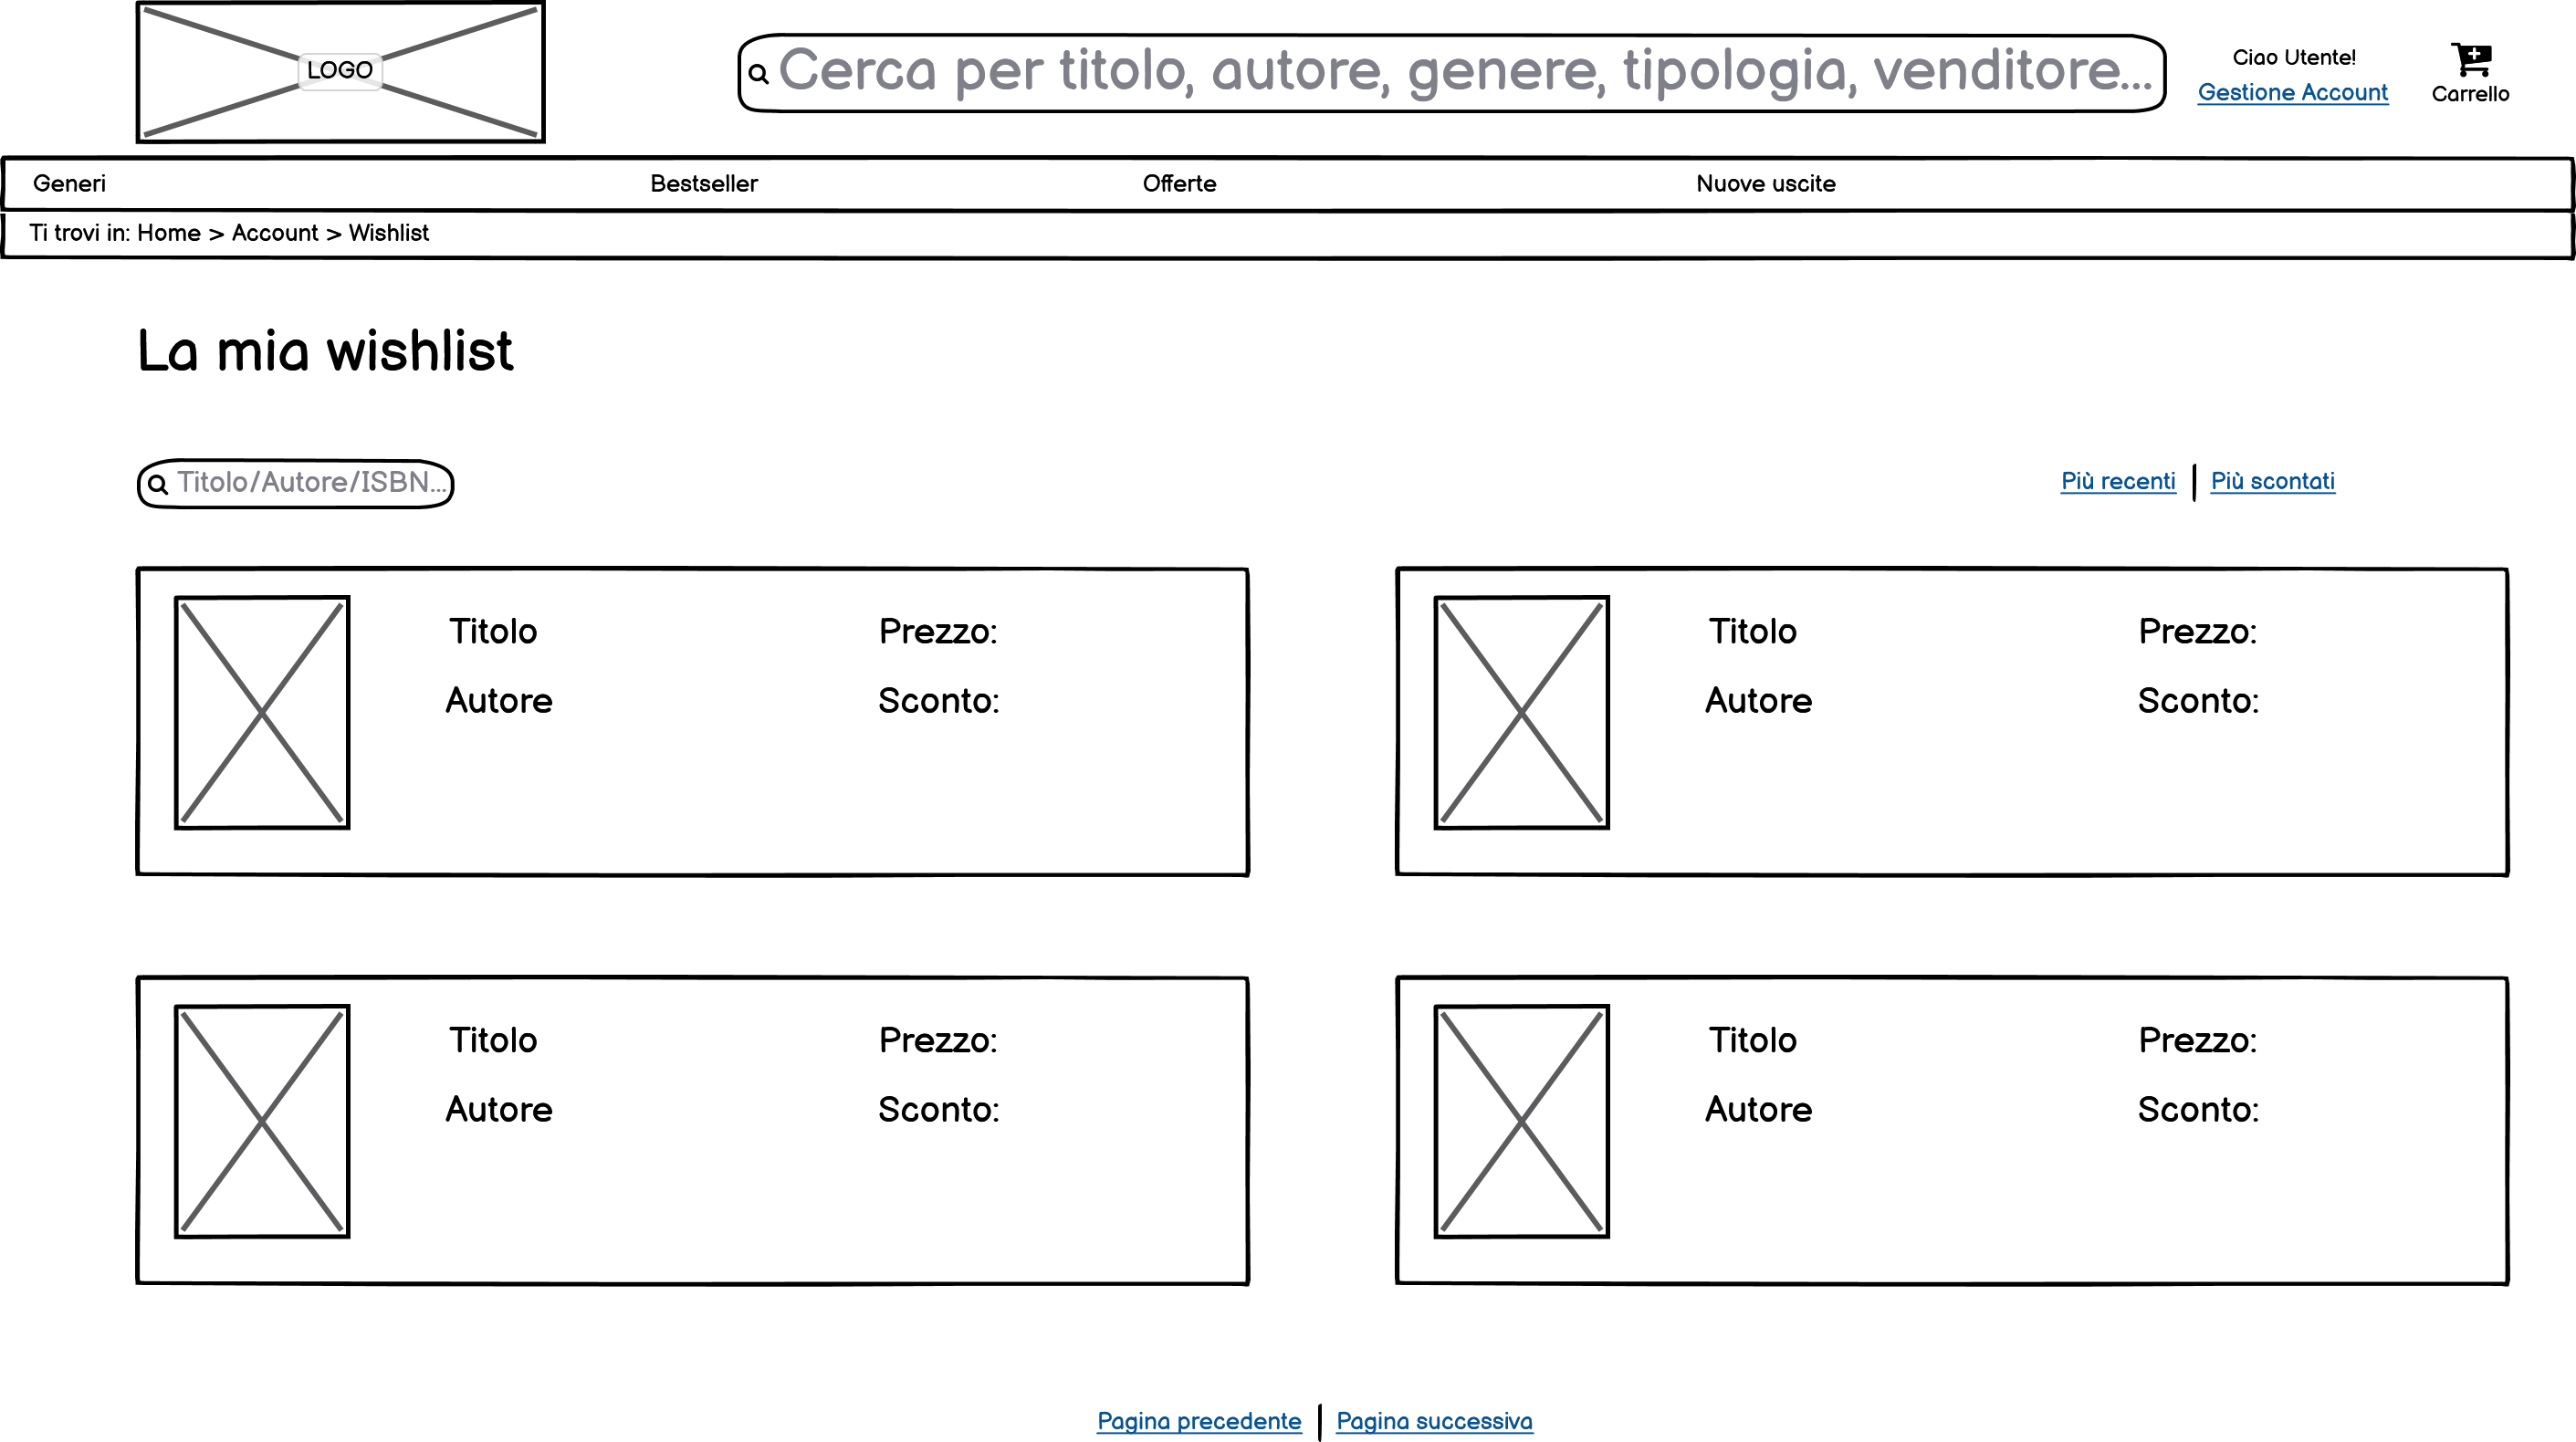 LOGO
Cerca per titolo, autore, genere, tipologia, venditore...
Ciao Utente!
Gestione Account
Carrello
Generi
Bestseller
Offerte
Nuove uscite
Ti trovi in: Home > Account > Wishlist
La mia wishlist
Titolo/Autore/ISBN...
Più recenti
Più scontati
Titolo
Prezzo:
Autore
Sconto:
Titolo
Prezzo:
Autore
Sconto:
Titolo
Prezzo:
Autore
Sconto:
Titolo
Prezzo:
Autore
Sconto:
Pagina precedente
Pagina successiva